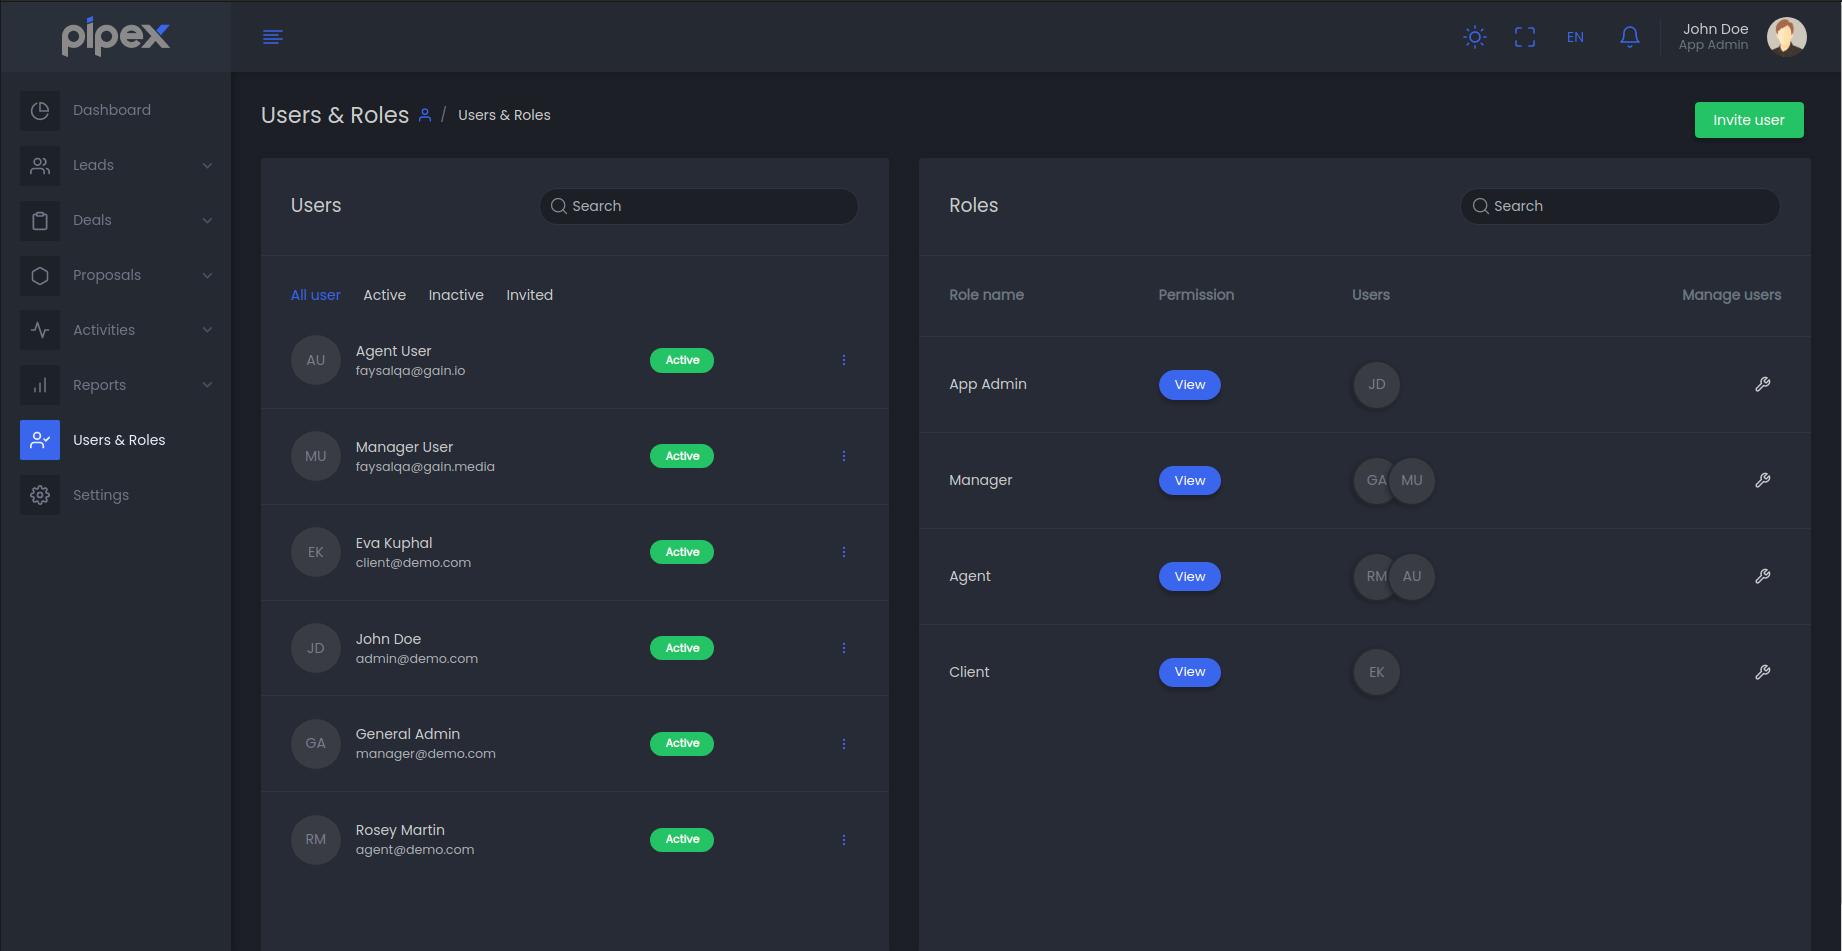 pipex
EN
John Doe
App Admin
Dashboard
Leads
Deals
Proposals
Activities
Reports
Users & Roles
Settings
Users & Roles / Users & Roles
Invite user
Users
Search
All user Active Inactive Invited
AU
Agent User
faysalqa@gain.io
Active
MU
Manager User
faysalqa@gain.media
Active
EK
Eva Kuphal
client@demo.com
Active
JD
John Doe
admin@demo.com
Active
GA
General Admin
manager@demo.com
Active
RM
Rosey Martin
agent@demo.com
Active
Roles
Search
Role name Permission Users Manage users
App Admin View JD
Manager View GA MU
Agent View RM AU
Client View EK